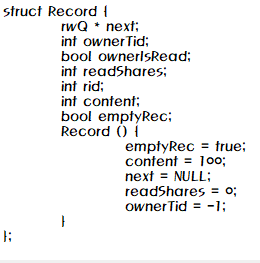 struct Record {
rwQ * next;
int ownerTid;
bool ownerIsRead;
int readShares;
int rid;
int content;
bool emptyRec;
Record () {
emptyRec = true;
content = 100;
next = NULL;
readShares = 0;
ownerTid = -1;
}
};